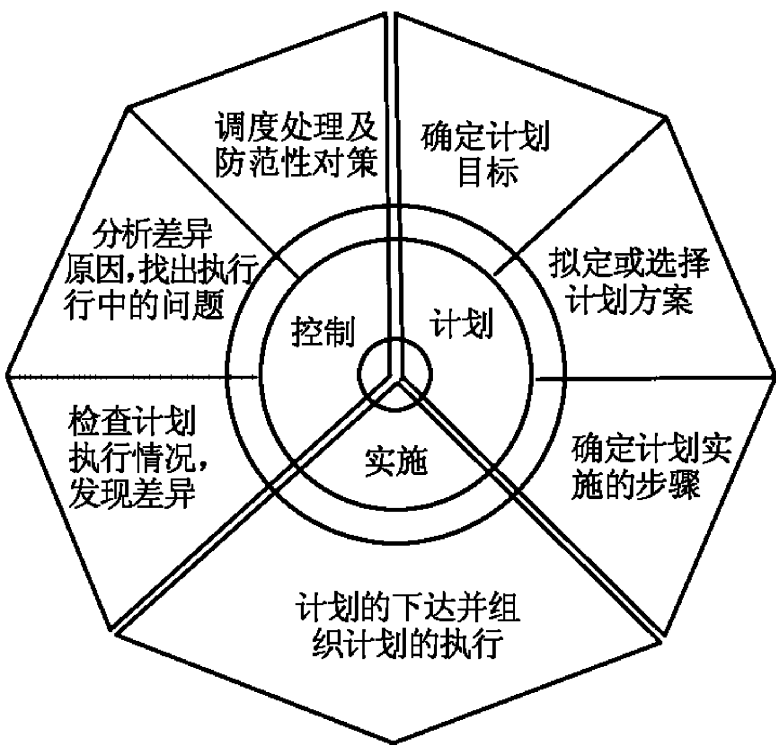 调度处理及
防范性对策
确定计划
目标
分析差异
原因,找出执行
行中的问题
拟定或选择
计划方案
控制
计划
实施
检查计划
执行情况,
发现差异
确定计划实
施的步骤
计划的下达并组
织计划的执行